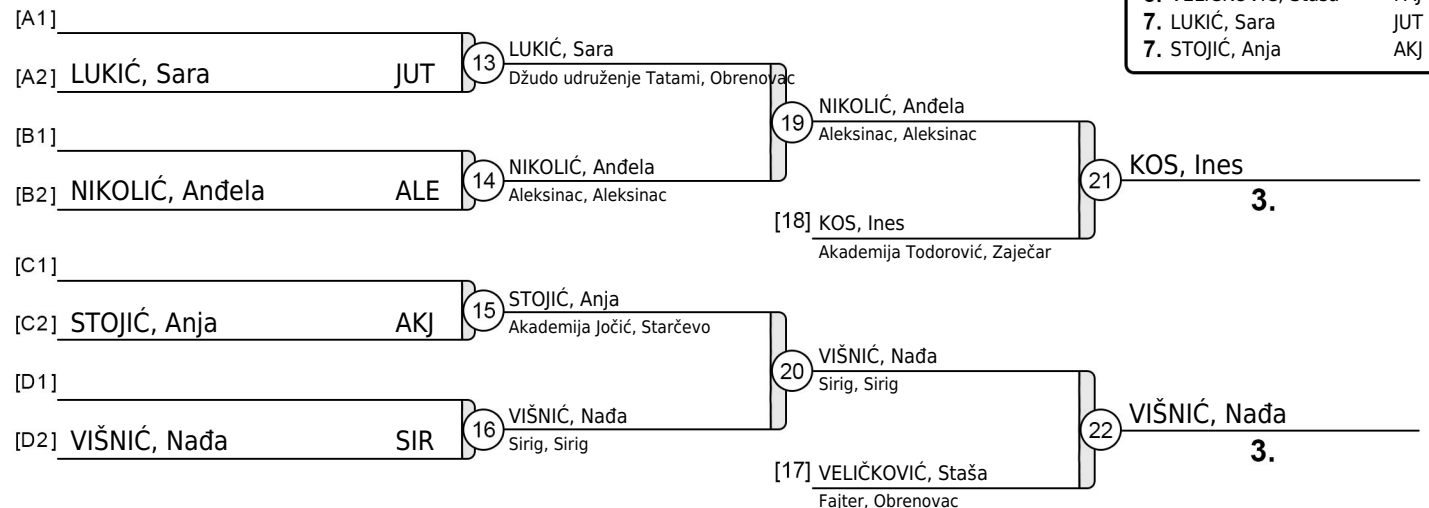 [A1]
[A2] LUKIĆ, Sara JUT
13
LUKIĆ, Sara
Džudo udruženje Tatami, Obrenovac
[B1]
[B2] NIKOLIĆ, Anđela ALE
14
NIKOLIĆ, Anđela
Aleksinac, Aleksinac
19
NIKOLIĆ, Anđela
Aleksinac, Aleksinac
[18] KOS, Ines
Akademija Todorović, Zaječar
21
KOS, Ines
3.
[C1]
[C2] STOJIĆ, Anja AKJ
15
STOJIĆ, Anja
Akademija Jočić, Starčevo
[D1]
[D2] VIŠNIĆ, Nađa SIR
16
VIŠNIĆ, Nađa
Sirig, Sirig
20
VIŠNIĆ, Nađa
Sirig, Sirig
[17] VELIČKOVIĆ, Staša
Fajter, Obrenovac
22
VIŠNIĆ, Nađa
3.
7. LUKIĆ, Sara JUT
7. STOJIĆ, Anja AKJ